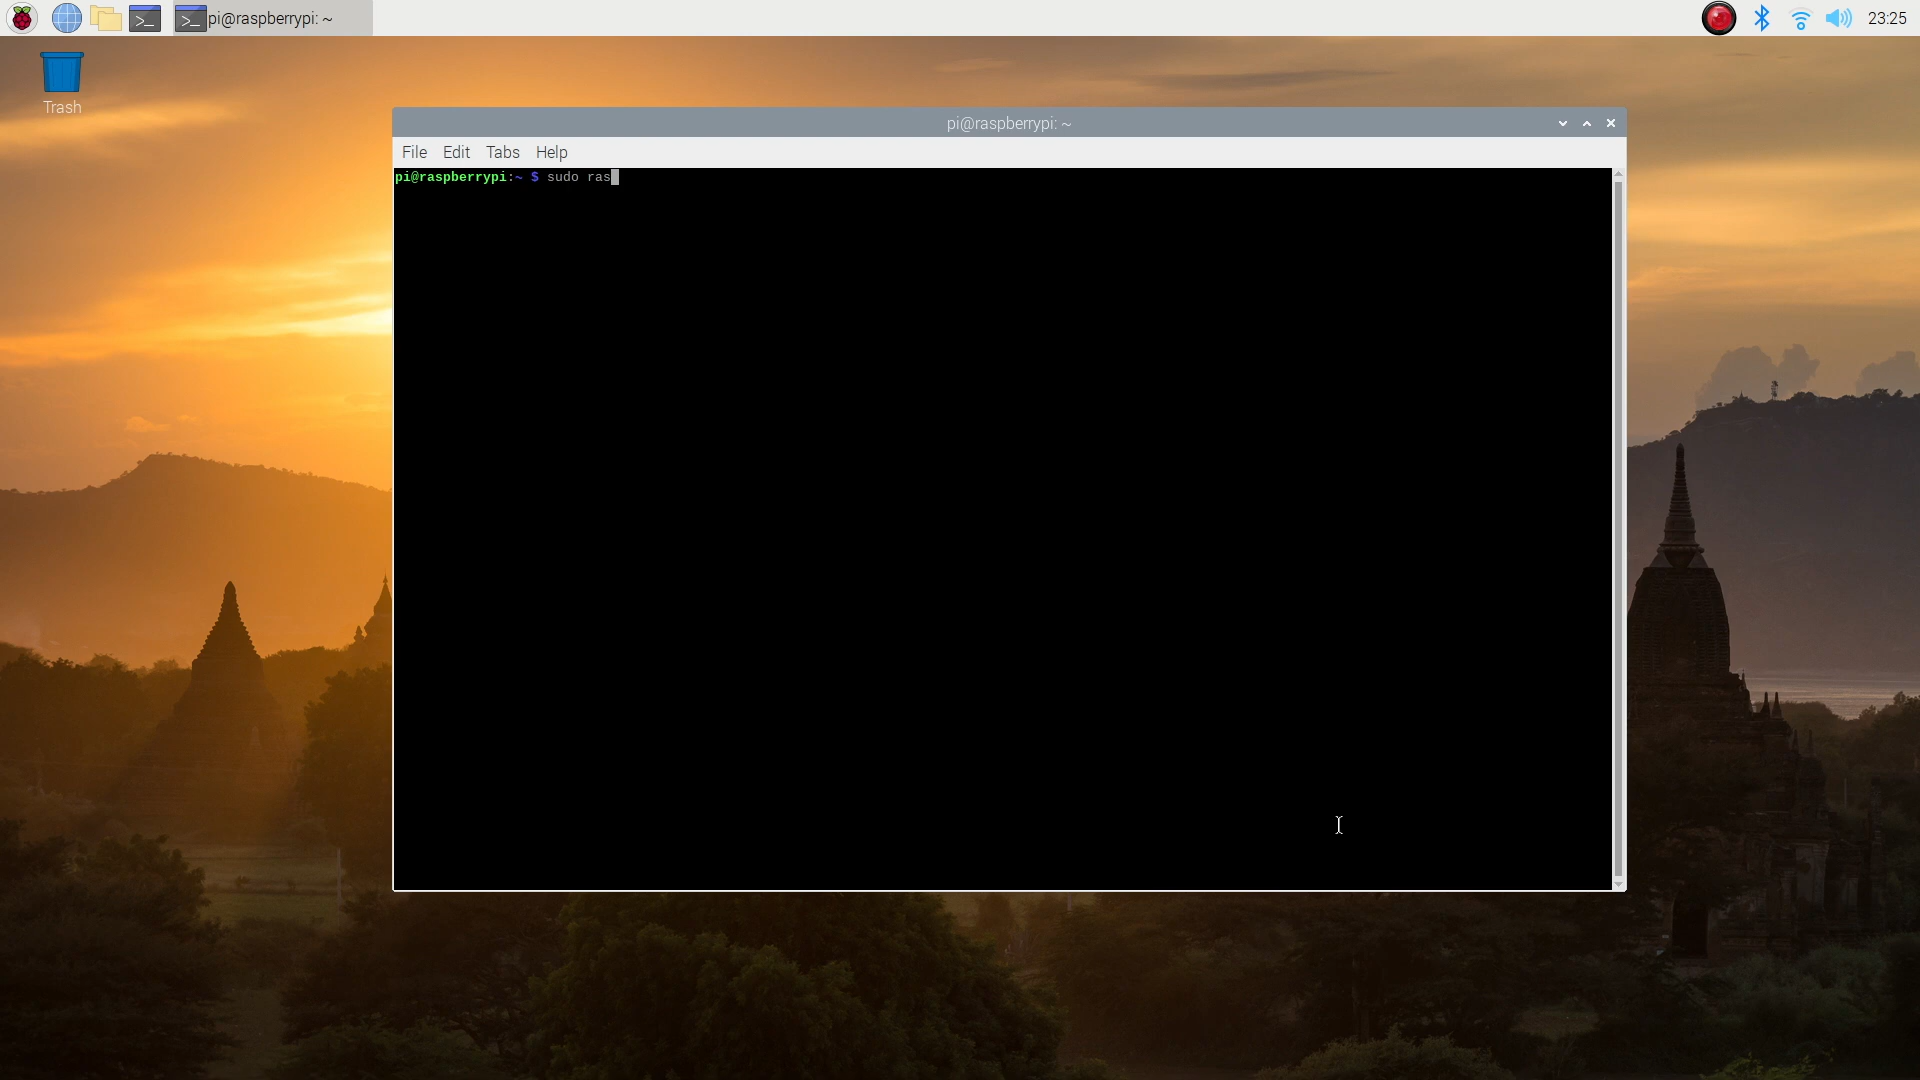 pi@raspberrypi: ~
23:25
Trash
pi@raspberrypi: ~
File Edit Tabs Help
pi@raspberrypi:~ $ sudo ras